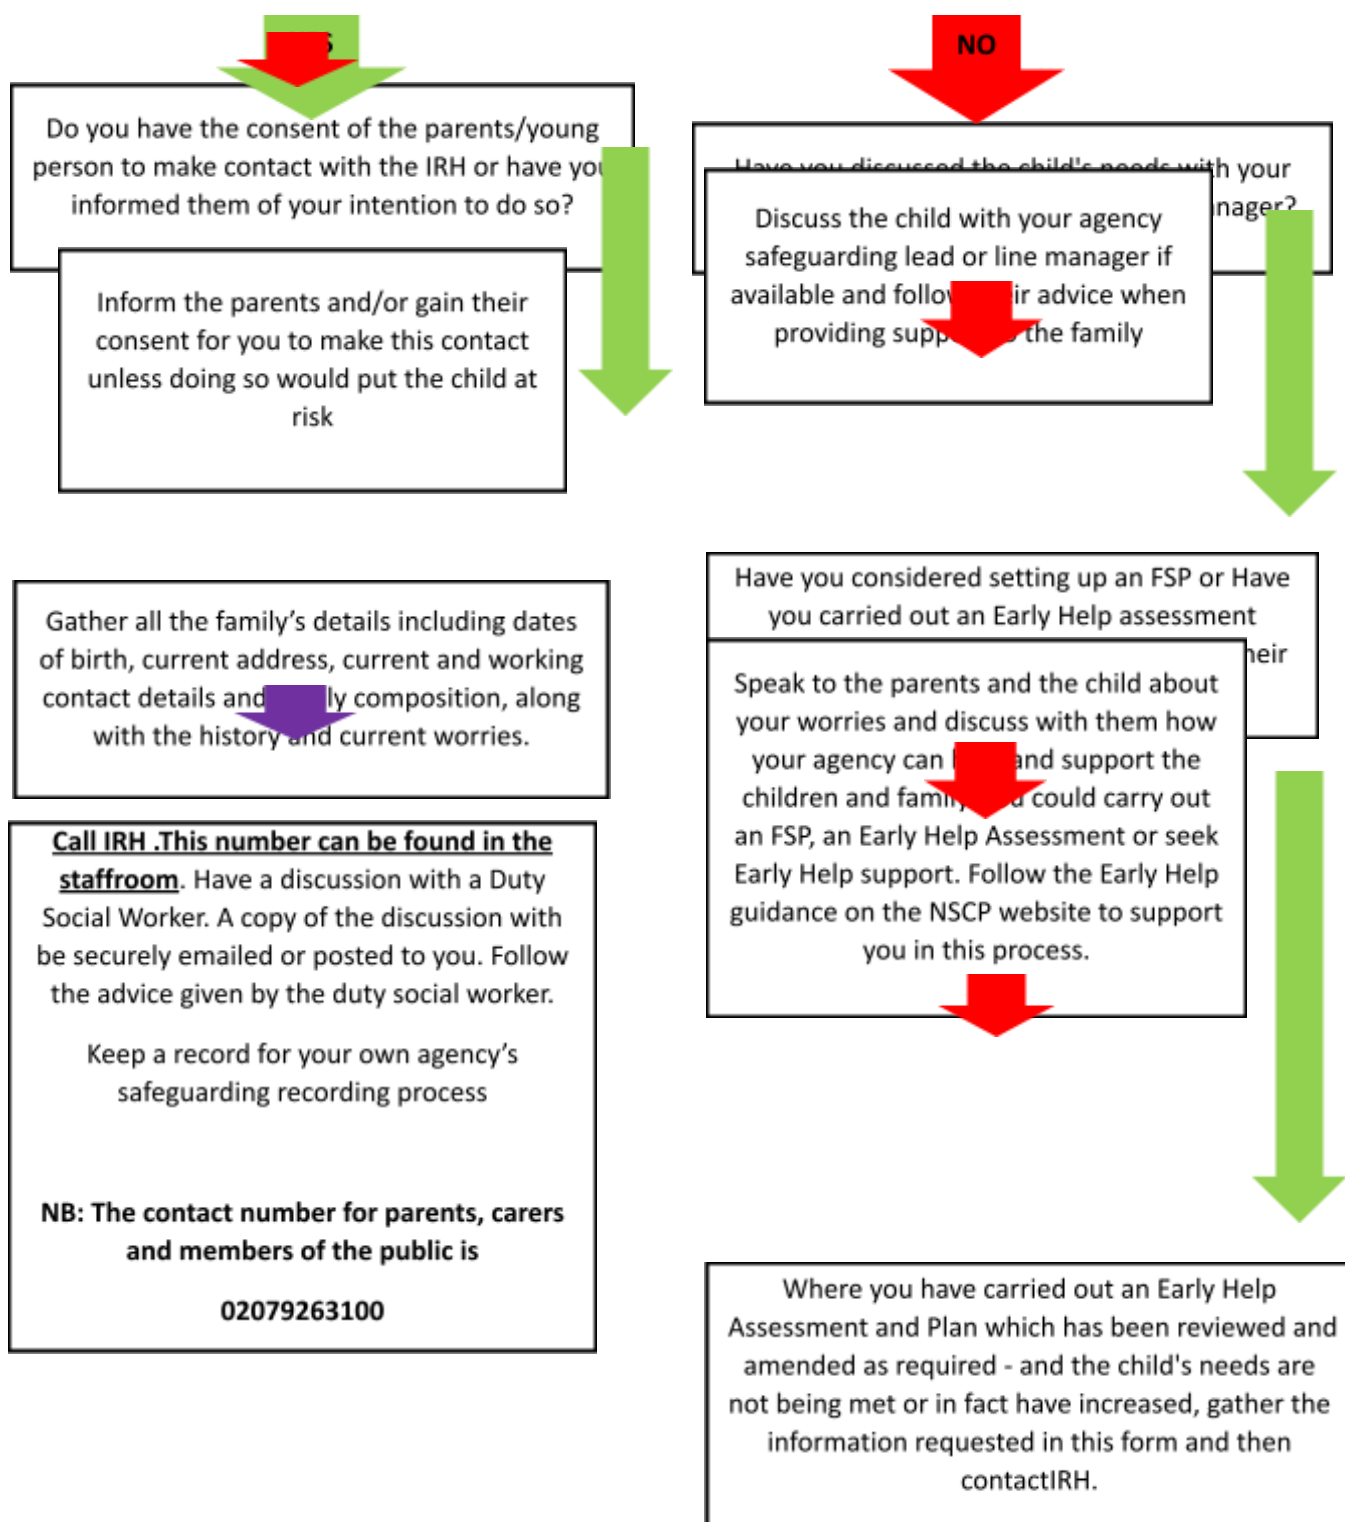 Do you have the consent of the parents/young
person to make contact with the IRH or have you
informed them of your intention to do so?
Inform the parents and/or gain their
consent for you to make this contact
unless doing so would put the child at
risk
Gather all the family’s details including dates
of birth, current address, current and working
contact details and composition, along
with the history and current worries.
Call IRH .This number can be found in the
staffroom. Have a discussion with a Duty
Social Worker. A copy of the discussion with
be securely emailed or posted to you. Follow
the advice given by the duty social worker.
Keep a record for your own agency’s
safeguarding recording process
NB: The contact number for parents, carers
and members of the public is
02079263100
NO
Have you discussed the child's needs with your
Discuss the child with your agency
safeguarding lead or line manager if
available and follow advice when
providing the family
Have you considered setting up an FSP or Have
you carried out an Early Help assessment
Speak to the parents and the child about
your worries and discuss with them how
your agency can and support the
children and could carry out
an FSP, an Early Help Assessment or seek
Early Help support. Follow the Early Help
guidance on the NSCP website to support
you in this process.
Where you have carried out an Early Help
Assessment and Plan which has been reviewed and
amended as required - and the child's needs are
not being met or in fact have increased, gather the
information requested in this form and then
contactIRH.